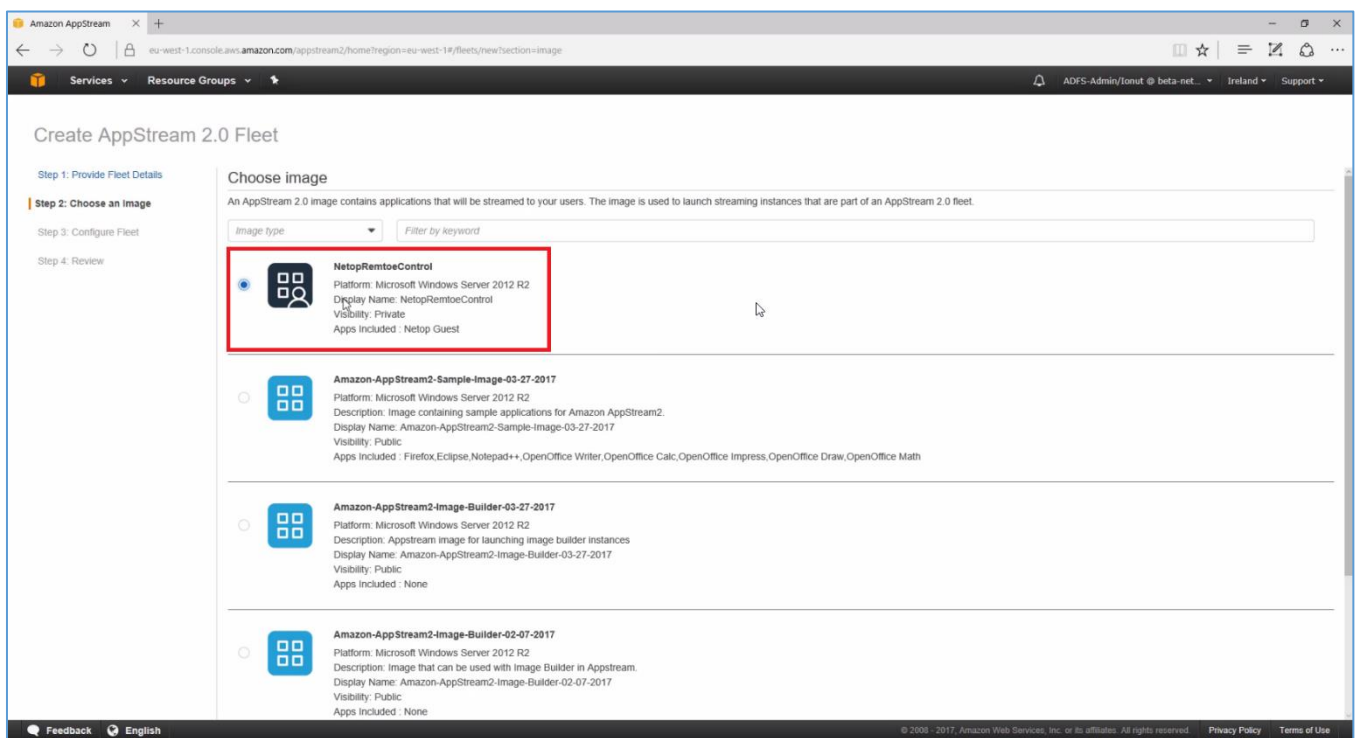 Amazon AppStream
eu-west-1.console.aws.amazon.com/appstream2/home?region=eu-west-1#/fleets/new?section=image
Services Resource Groups ADFS-Admin/Ionut @ beta-net... Ireland Support
Create AppStream 2.0 Fleet
Step 1: Provide Fleet Details
Step 2: Choose an Image
Step 3: Configure Fleet
Step 4: Review
Choose image
An AppStream 2.0 image contains applications that will be streamed to your users. The image is used to launch streaming instances that are part of an AppStream 2.0 fleet.
Image type Filter by keyword
NetopRemtoeControl
Platform: Microsoft Windows Server 2012 R2
Display Name: NetopRemtoeControl
Visibility: Private
Apps Included : Netop Guest
Amazon-AppStream2-Sample-Image-03-27-2017
Platform: Microsoft Windows Server 2012 R2
Description: Image containing sample applications for Amazon AppStream2.
Display Name: Amazon-AppStream2-Sample-Image-03-27-2017
Visibility: Public
Apps Included : Firefox,Eclipse,Notepad++,OpenOffice Writer,OpenOffice Calc,OpenOffice Impress,OpenOffice Draw,OpenOffice Math
Amazon-AppStream2-Image-Builder-03-27-2017
Platform: Microsoft Windows Server 2012 R2
Description: Appstream image for launching image builder instances
Display Name: Amazon-AppStream2-Image-Builder-03-27-2017
Visibility: Public
Apps Included : None
Amazon-AppStream2-Image-Builder-02-07-2017
Platform: Microsoft Windows Server 2012 R2
Description: Image that can be used with Image Builder in Appstream.
Display Name: Amazon-AppStream2-Image-Builder-02-07-2017
Visibility: Public
Apps Included : None
Feedback English © 2008 - 2017, Amazon Web Services, Inc. or its affiliates. All rights reserved. Privacy Policy Terms of Use